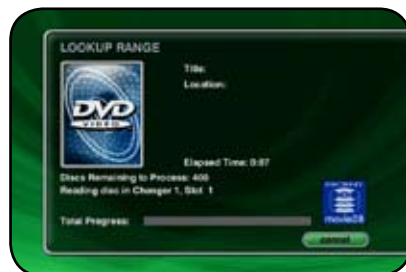 LOOKUP RANGE
Title:
Location:
DVD
VIDEO
Elapsed Time: 0:07
Discs Remaining to Process: 400
Reading disc in Changer 1, Slot 1
Total Progress:
movieDB
cancel